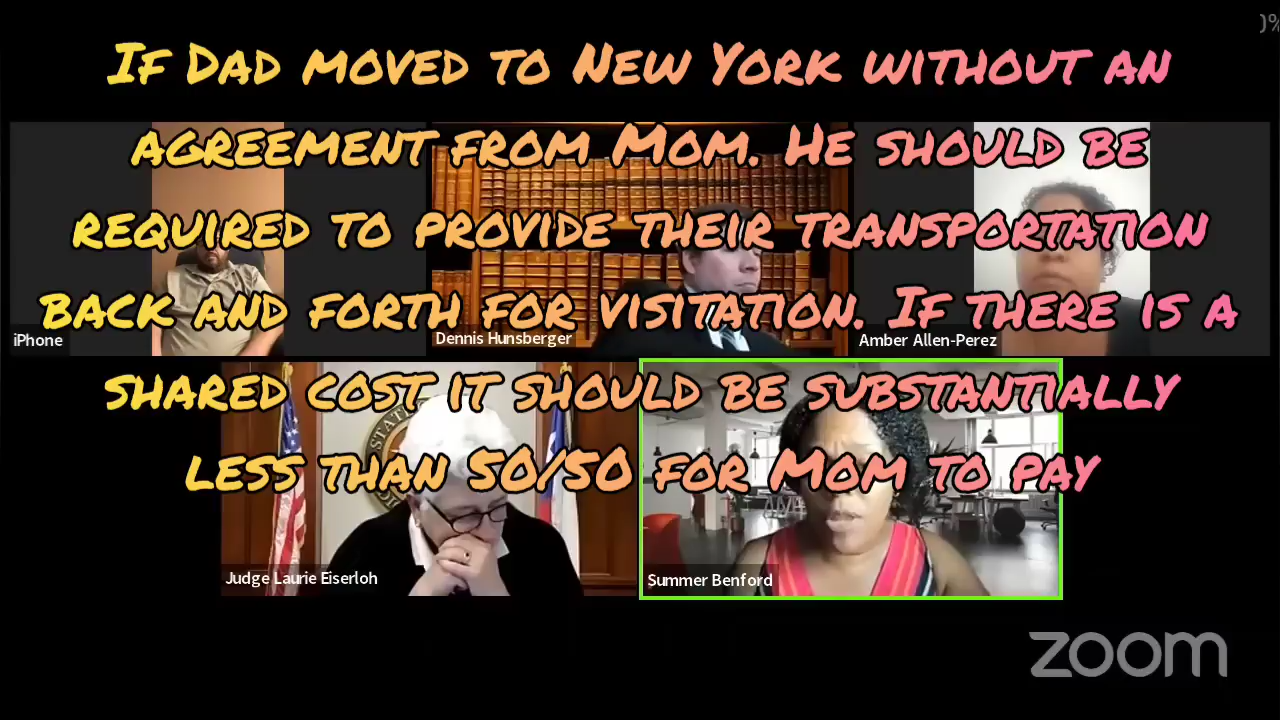 If Dad moved to New York without an
agreement from Mom. He should be
required to provide their transportation
back and forth for visitation. If there is a
shared cost it should be substantially
less than 50/50 for Mom to pay
iPhone
Dennis Hunsberger
Amber Allen-Perez
STAT
Judge Laurie Eiserloh
Summer Benford
zoom